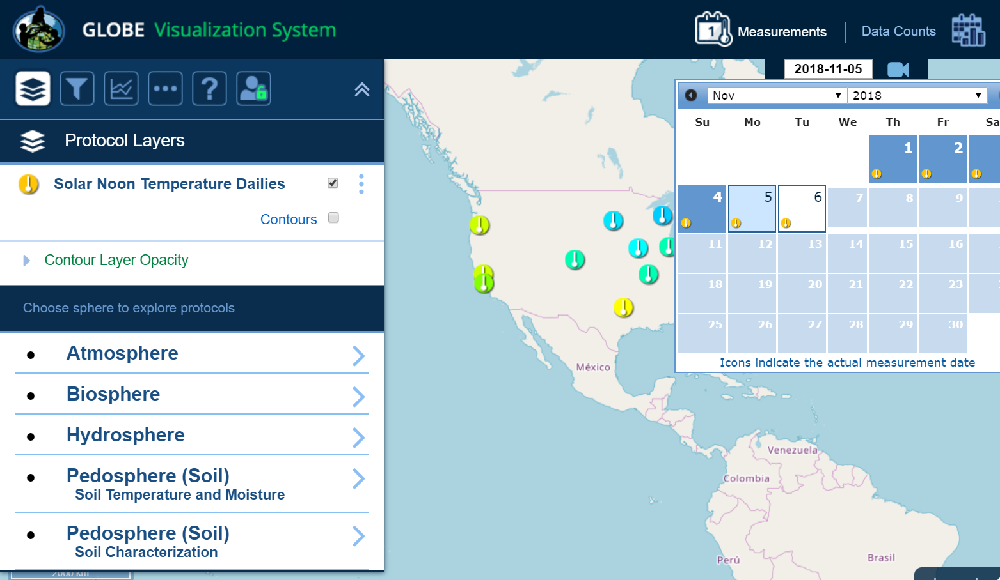 GLOBE Visualization System
1
Measurements
Data Counts
2018-11-05
?
Protocol Layers
Solar Noon Temperature Dailies
Contours
Contour Layer Opacity
Choose sphere to explore protocols
Atmosphere
Biosphere
Hydrosphere
Pedosphere (Soil)
Soil Temperature and Moisture
Pedosphere (Soil)
Soil Characterization
2000 km
Nov 2018
Su Mo Tu We Th Fr Sa
1 2
4 5 6 7 8 9
11 12 13 14 15 16
18 19 20 21 22 23
25 26 27 28 29 30
Icons indicate the actual measurement date
México
Venezuela
Colombia
Perú
Brasil